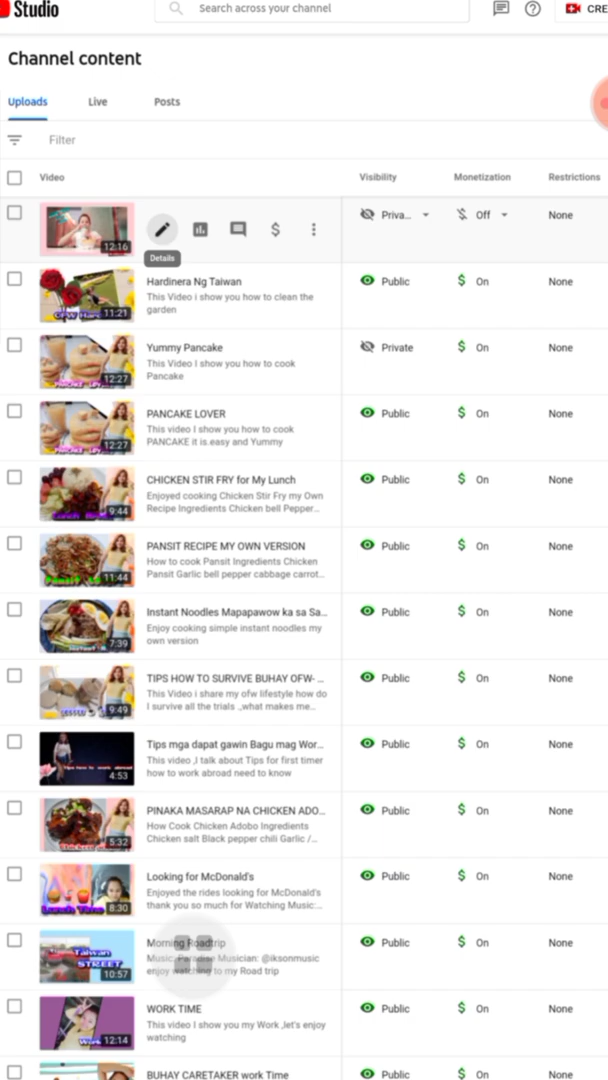 Studio
Search across your channel
CRE
Channel content
Uploads Live Posts
Filter
Video Visibility Monetization Restrictions
12:16
Details
Priva... Off None
11:21
Hardinera Ng Taiwan
This Video i show you how to clean the
garden
Public On None
12:27
Yummy Pancake
This Video I show you how to cook
Pancake
Private On None
12:27
PANCAKE LOVER
This video I show you how to cook
PANCAKE it is.easy and Yummy
Public On None
9:44
CHICKEN STIR FRY for My Lunch
Enjoyed cooking Chicken Stir Fry my Own
Recipe Ingredients Chicken bell Pepper...
Public On None
11:44
PANSIT RECIPE MY OWN VERSION
How to cook Pansit Ingredients Chicken
Pansit Garlic bell pepper cabbage carrot...
Public On None
7:39
Instant Noodles Mapapawow ka sa Sa...
Enjoy cooking simple instant noodles my
own version
Public On None
9:49
TIPS HOW TO SURVIVE BUHAY OFW- ...
This Video i share my ofw lifestyle how do
I survive all the trials .,what makes me...
Public On None
4:53
Tips mga dapat gawin Bagu mag Wor...
This video ,I talk about Tips for first timer
how to work abroad need to know
Public On None
5:32
PINAKA MASARAP NA CHICKEN ADO...
How Cook Chicken Adobo Ingredients
Chicken salt Black pepper chili Garlic /...
Public On None
Lunch Time
8:30
Looking for McDonald's
Enjoyed the rides looking for McDonald's
thank you so much for Watching Music:...
Public On None
Taiwan
STREET
10:57
Morning Roadtrip
Music: Paradise Musician: @iksonmusic
enjoy watching to my Road trip
Public On None
12:14
WORK TIME
This video I show you my Work ,let's enjoy
watching
Public On None
BUHAY CARETAKER work Time
Public On None